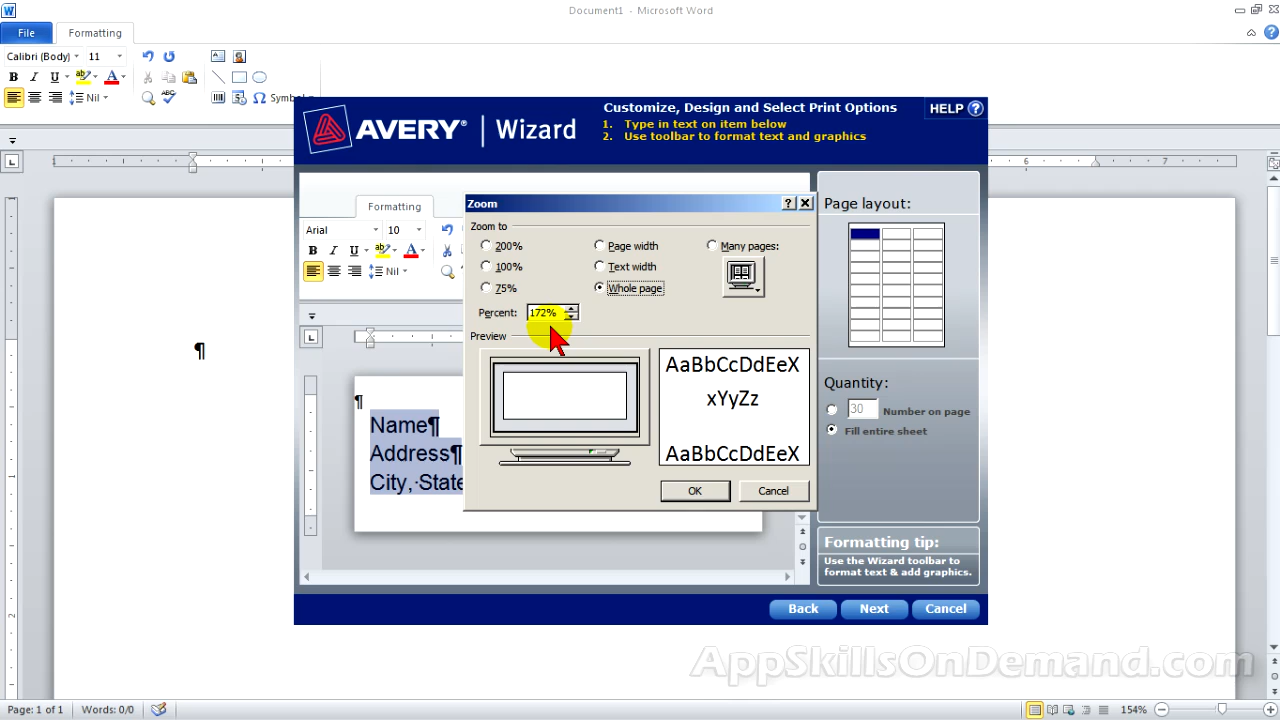 Document1 - Microsoft Word
File
Formatting
Calibri (Body)
11
B I U
Nil
Symbol
AVERY® | Wizard
Customize, Design and Select Print Options
1. Type in text on item below
2. Use toolbar to format text and graphics
HELP ?
6
7
Formatting
Arial
10
B I U
Nil
Zoom
Zoom to
200%
Page width
Many pages:
100%
Text width
75%
Whole page
Percent: 172%
Preview
AaBbCcDdEeX
xYyZz
AaBbCcDdEeX
OK
Cancel
¶
¶
Name¶
Address¶
City,·State
Page layout:
Quantity:
30 Number on page
Fill entire sheet
Formatting tip:
Use the Wizard toolbar to
format text & add graphics.
Back
Next
Cancel
AppSkillsOnDemand.com
Page: 1 of 1
Words: 0/0
154%